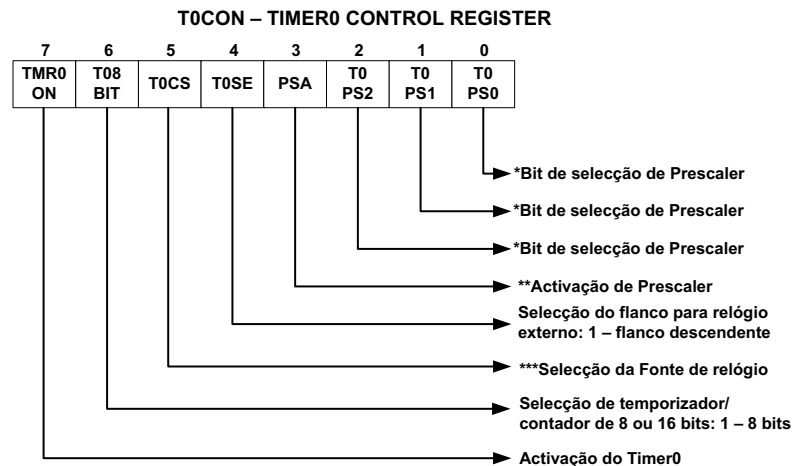 T0CON – TIMER0 CONTROL REGISTER
7 6 5 4 3 2 1 0
TMR0 ON
T08 BIT
T0CS
T0SE
PSA
T0 PS2
T0 PS1
T0 PS0
*Bit de selecção de Prescaler
*Bit de selecção de Prescaler
*Bit de selecção de Prescaler
**Activação de Prescaler
Selecção do flanco para relógio
externo: 1 – flanco descendente
***Selecção da Fonte de relógio
Selecção de temporizador/
contador de 8 ou 16 bits: 1 – 8 bits
Activação do Timer0